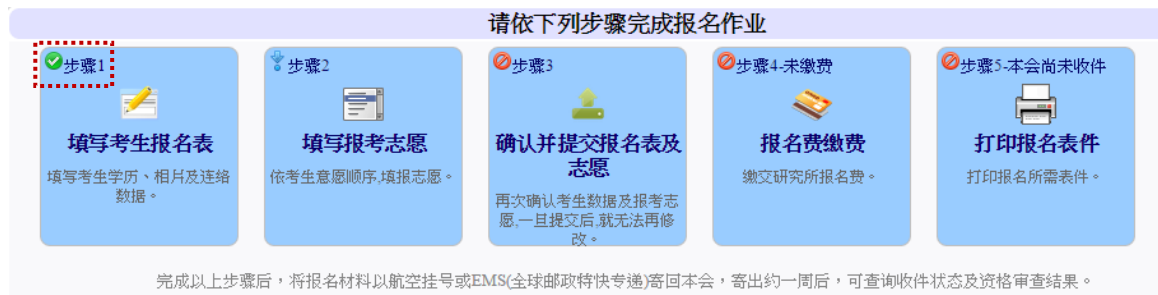 请依下列步骤完成报名作业
步骤1
填写考生报名表
填写考生学历、相片及连络
数据。
步骤2
填写报考志愿
依考生意愿顺序,填报志愿。
步骤3
确认并提交报名表及
志愿
再次确认考生数据及报考志
愿,一旦提交后,就无法再修
改。
步骤4-未缴费
报名费缴费
缴交研究所报名费。
步骤5-本会尚未收件
打印报名表件
打印报名所需表件。
完成以上步骤后，将报名材料以航空挂号或EMS(全球邮政特快专递)寄回本会，寄出约一周后，可查询收件状态及资格审查结果。